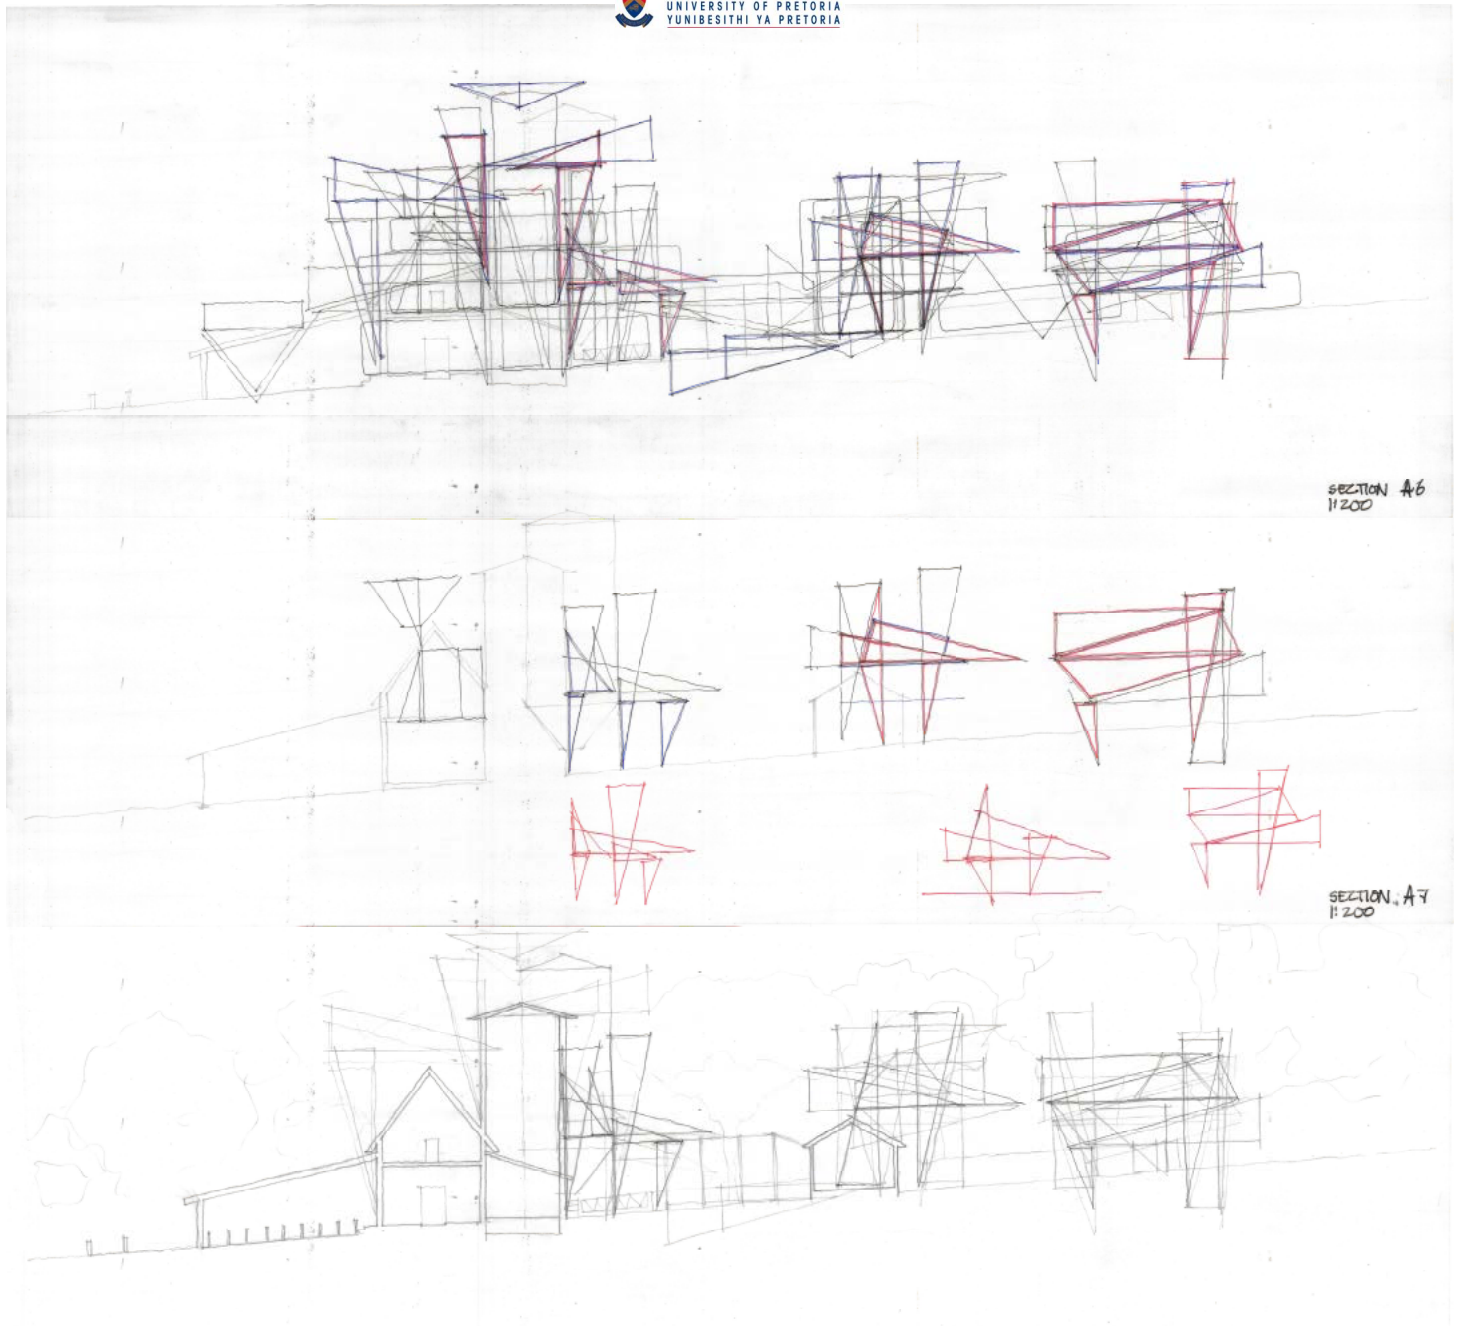 UNIVERSITY OF PRETORIA
YUNIBESITHI YA PRETORIA
SECTION A6
1:200
SECTION A7
1:200